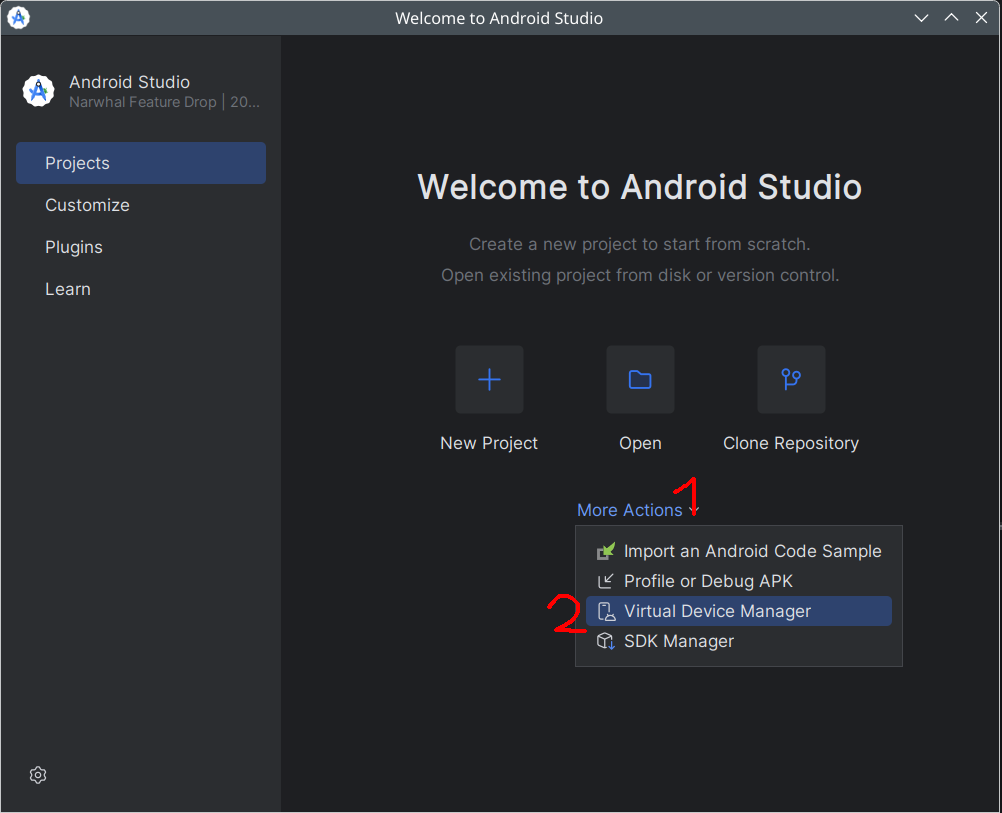 Welcome to Android Studio
Android Studio
Narwhal Feature Drop | 20...
Projects
Customize
Plugins
Learn
Welcome to Android Studio
Create a new project to start from scratch.
Open existing project from disk or version control.
New Project
Open
Clone Repository
1
More Actions
Import an Android Code Sample
Profile or Debug APK
2
Virtual Device Manager
SDK Manager